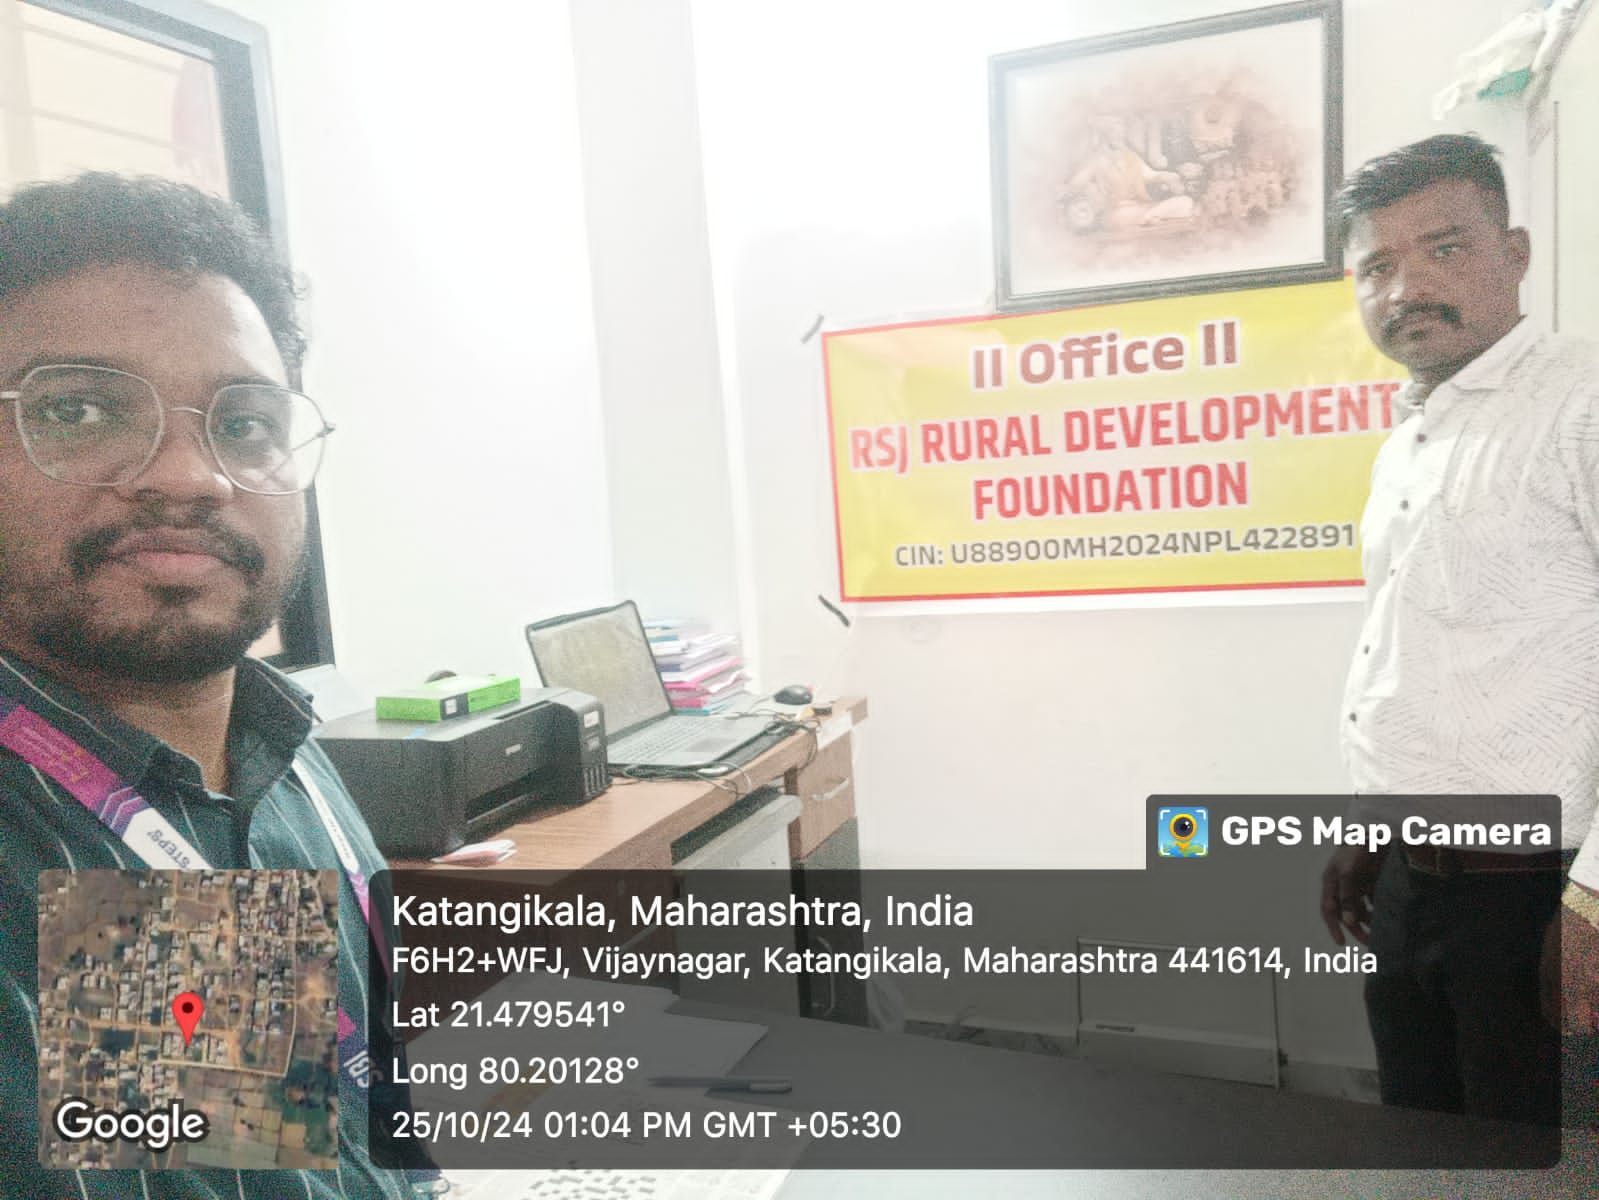 II Office II
RSJ RURAL DEVELOPMENT
FOUNDATION
CIN: U88900MH2024NPL422891
EPSON
STEPS
GPS Map Camera
Katangikala, Maharashtra, India
F6H2+WFJ, Vijaynagar, Katangikala, Maharashtra 441614, India
Lat 21.479541°
Long 80.20128°
25/10/24 01:04 PM GMT +05:30
Google